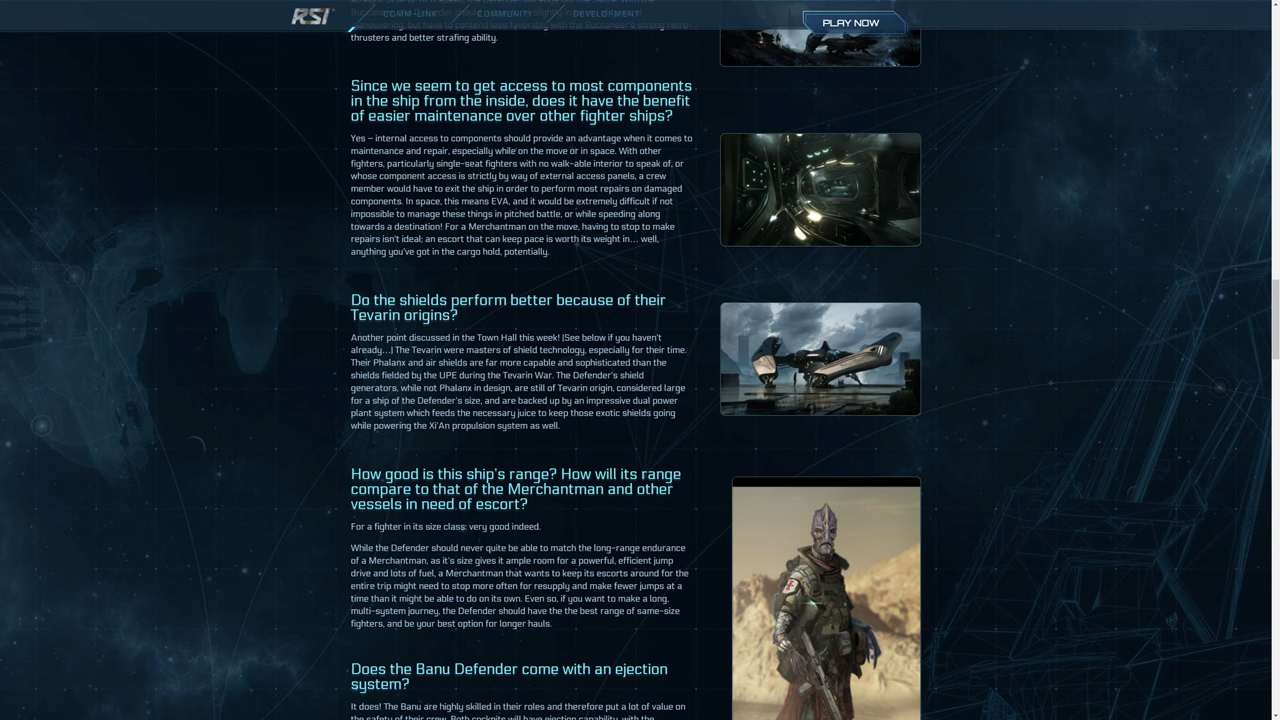 RSI
COMM-LINK
COMMUNITY
DEVELOPMENT
PLAY NOW
thrusters and better strafing ability.
Since we seem to get access to most components
in the ship from the inside, does it have the benefit
of easier maintenance over other fighter ships?
Yes – internal access to components should provide an advantage when it comes to
maintenance and repair, especially while on the move or in space. With other
fighters, particularly single-seat fighters with no walk-able interior to speak of, or
whose component access is strictly by way of external access panels, a crew
member would have to exit the ship in order to perform most repairs on damaged
components. In space, this means EVA, and it would be extremely difficult if not
impossible to manage these things in pitched battle, or while speeding along
towards a destination! For a Merchantman on the move, having to stop to make
repairs isn't ideal; an escort that can keep pace is worth its weight in… well,
anything you've got in the cargo hold, potentially.
Do the shields perform better because of their
Tevarin origins?
Another point discussed in the Town Hall this week! [See below if you haven't
already…] The Tevarin were masters of shield technology, especially for their time.
Their Phalanx and air shields are far more capable and sophisticated than the
shields fielded by the UPE during the Tevarin War. The Defender's shield
generators, while not Phalanx in design, are still of Tevarin origin, considered large
for a ship of the Defender's size, and are backed up by an impressive dual power
plant system which feeds the necessary juice to keep those exotic shields going
while powering the Xi'An propulsion system as well.
How good is this ship's range? How will its range
compare to that of the Merchantman and other
vessels in need of escort?
For a fighter in its size class: very good indeed.
While the Defender should never quite be able to match the long-range endurance
of a Merchantman, as it's size gives it ample room for a powerful, efficient jump
drive and lots of fuel, a Merchantman that wants to keep its escorts around for the
entire trip might need to stop more often for resupply and make fewer jumps at a
time than it might be able to do on its own. Even so, if you want to make a long,
multi-system journey, the Defender should have the the best range of same-size
fighters, and be your best option for longer hauls.
Does the Banu Defender come with an ejection
system?
It does! The Banu are highly skilled in their roles and therefore put a lot of value on
the safety of their crew. Both cockpits will have ejection capability, with the